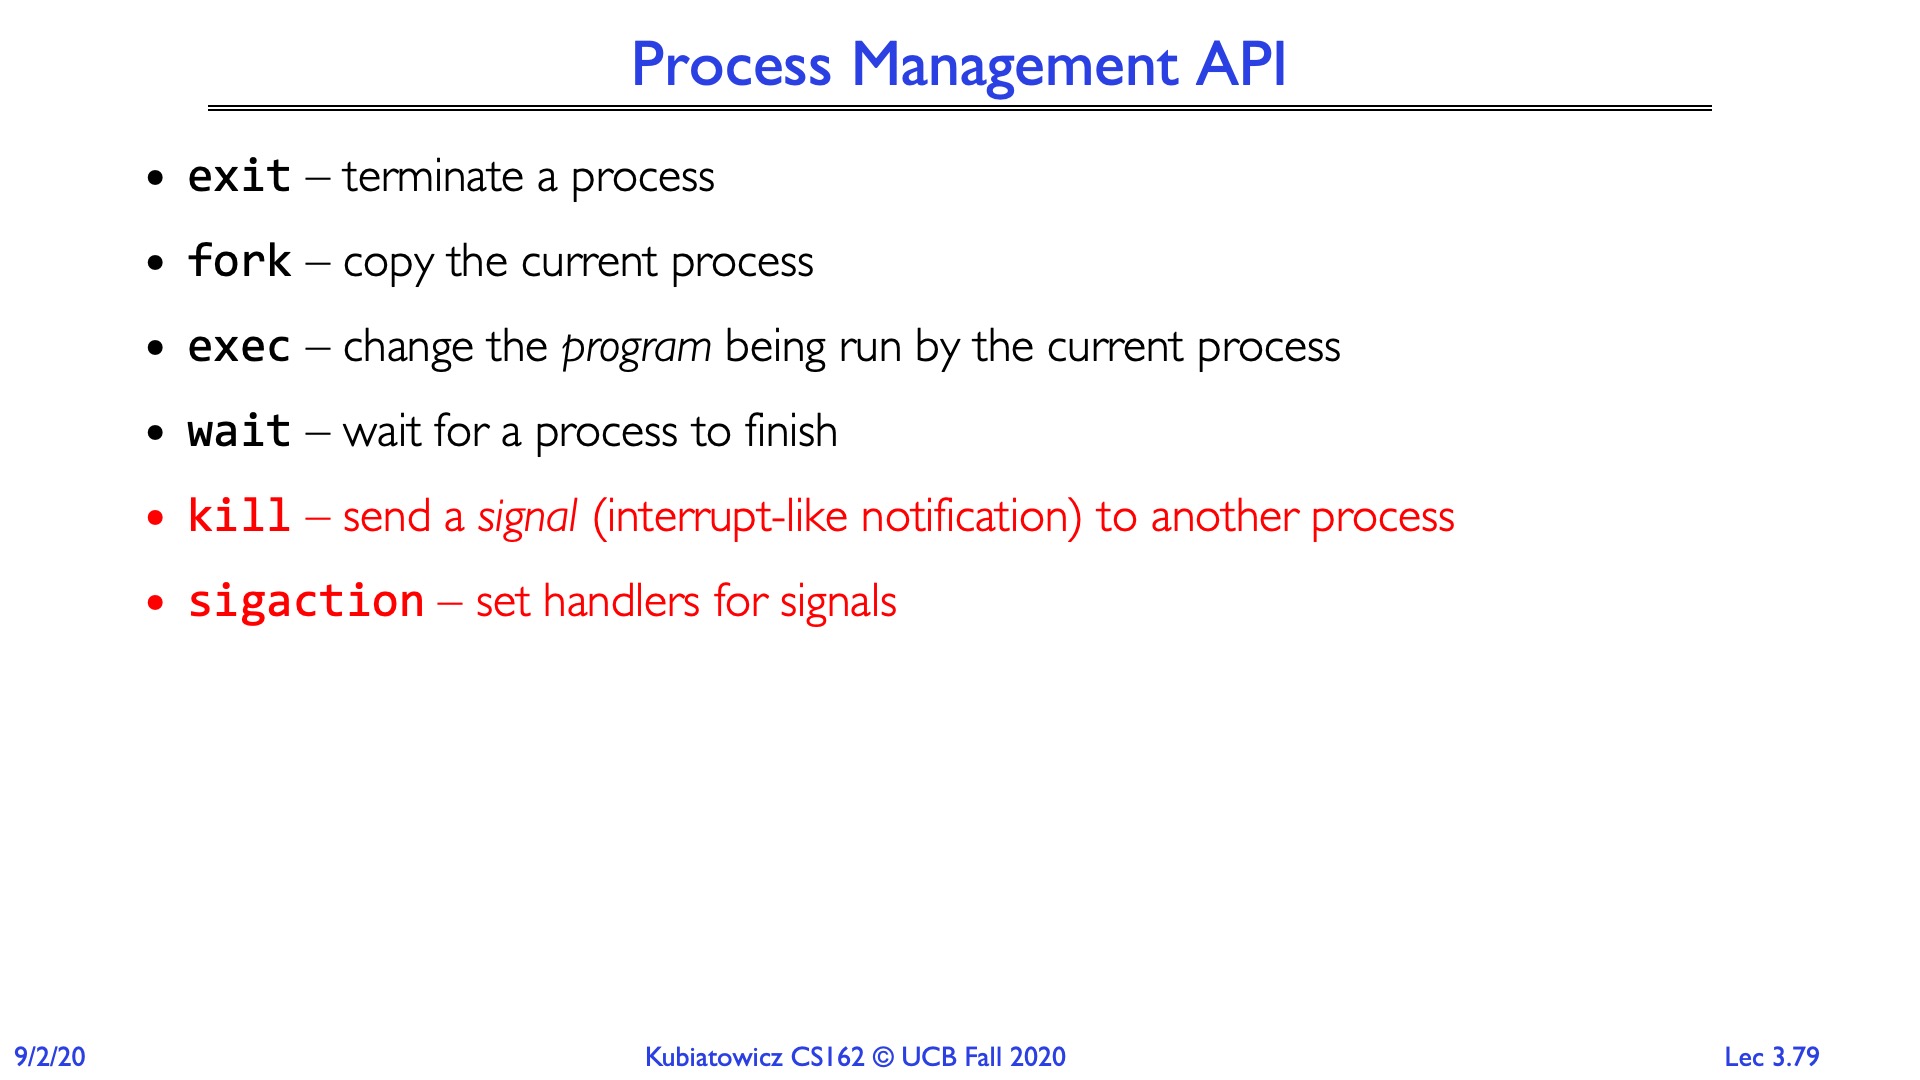 Process Management API
• exit – terminate a process
• fork – copy the current process
• exec – change the program being run by the current process
• wait – wait for a process to finish
• kill – send a signal (interrupt-like notification) to another process
• sigaction – set handlers for signals
9/2/20
Kubiatowicz CS162 © UCB Fall 2020
Lec 3.79